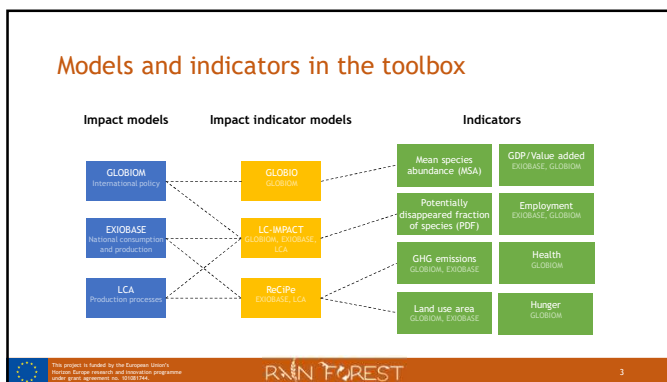 Models and indicators in the toolbox
Impact models
Impact indicator models
Indicators
GLOBIOM
International policy
EXIOBASE
National consumption
and production
LCA
Production processes
GLOBIO
GLOBIOM
LC-IMPACT
GLOBIOM, EXIOBASE,
LCA
ReCiPe
EXIOBASE, LCA
Mean species
abundance (MSA)
GDP/Value added
EXIOBASE, GLOBIOM
Potentially
disappeared fraction
of species (PDF)
Employment
EXIOBASE, GLOBIOM
GHG emissions
GLOBIOM, EXIOBASE
Health
GLOBIOM
Land use area
GLOBIOM, EXIOBASE
Hunger
GLOBIOM
This project is funded by the European Union's
Horizon Europe research and innovation programme
under grant agreement no. 101081744.
RAIN FOREST
3